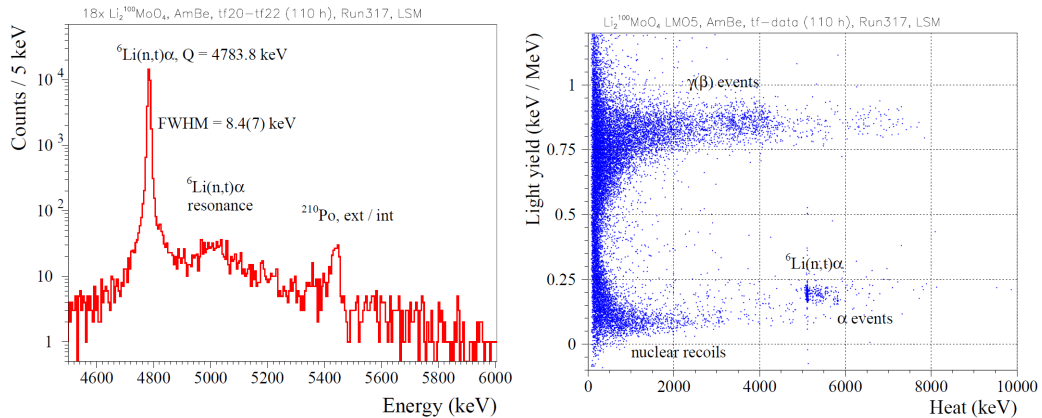 18x Li₂¹⁰⁰MoO₄, AmBe, tf20−tf22 (110 h), Run317, LSM
Counts / 5 keV
10⁴
10³
10²
10
1
⁶Li(n,t)α, Q = 4783.8 keV
FWHM = 8.4(7) keV
⁶Li(n,t)α
resonance
²¹⁰Po, ext / int
4600 4800 5000 5200 5400 5600 5800 6000
Energy (keV)
Li₂¹⁰⁰MoO₄ LMO5, AmBe, tf−data (110 h), Run317, LSM
Light yield (keV / MeV)
1
0.75
0.5
0.25
0
γ(β) events
⁶Li(n,t)α
α events
nuclear recoils
0 2000 4000 6000 8000 10000
Heat (keV)